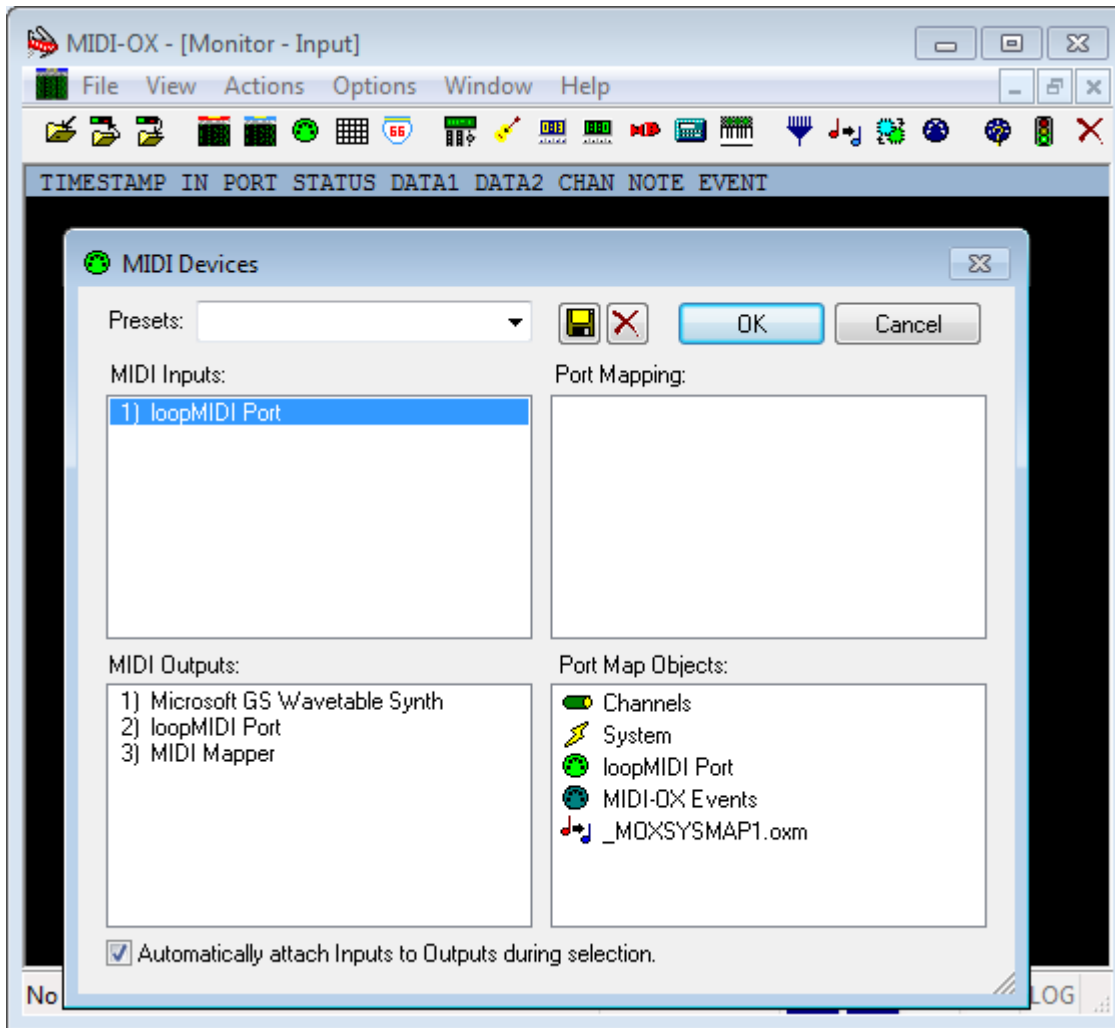 MIDI-OX - [Monitor - Input]
File View Actions Options Window Help
66
TIMESTAMP IN PORT STATUS DATA1 DATA2 CHAN NOTE EVENT
MIDI Devices
Presets:
OK
Cancel
MIDI Inputs:
1) loopMIDI Port
Port Mapping:
MIDI Outputs:
1) Microsoft GS Wavetable Synth
2) loopMIDI Port
3) MIDI Mapper
Port Map Objects:
Channels
System
loopMIDI Port
MIDI-OX Events
_MOXSYSMAP1.oxm
Automatically attach Inputs to Outputs during selection.
No
LOG